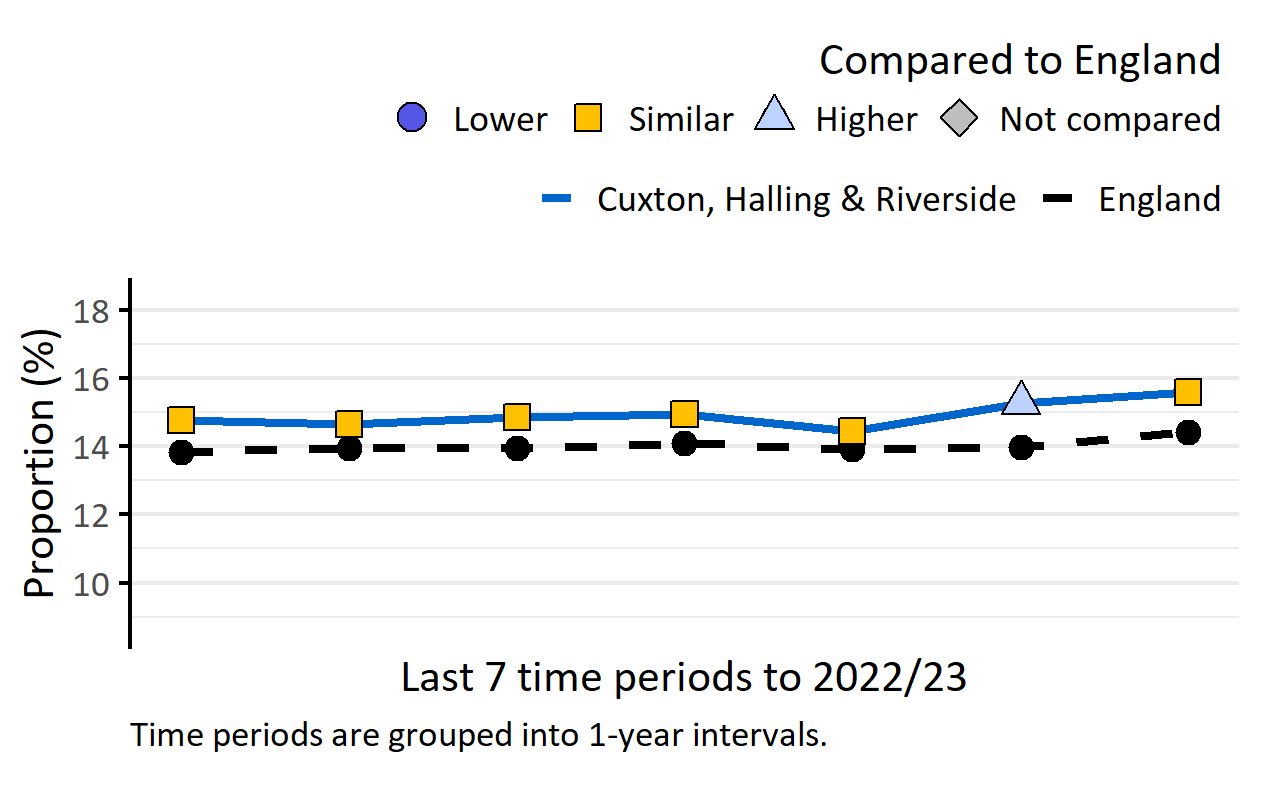 Compared to England
Lower Similar Higher Not compared
Cuxton, Halling & Riverside England
Proportion (%)
18
16
14
12
10
Last 7 time periods to 2022/23
Time periods are grouped into 1-year intervals.